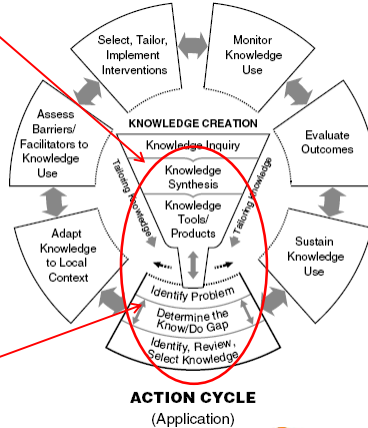 Select, Tailor,
Implement
Interventions
Monitor
Knowledge
Use
Assess
Barriers/
Facilitators to
Knowledge
Use
KNOWLEDGE CREATION
Knowledge Inquiry
Knowledge
Synthesis
Knowledge
Tools/
Products
Tailoring Knowledge
Tailoring Knowledge
Evaluate
Outcomes
Adapt
Knowledge
to Local
Context
Sustain
Knowledge
Use
Identify Problem
Determine the
Know/Do Gap
Identify, Review,
Select Knowledge
ACTION CYCLE
(Application)